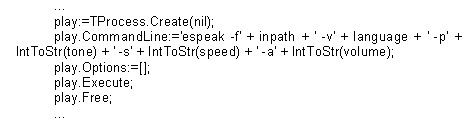 ...
play:=TProcess.Create(nil);
play.CommandLine:='espeak -f' + inpath + ' -v' + language + ' -p' +
IntToStr(tone) + ' -s' + IntToStr(speed) + ' -a' + IntToStr(volume);
play.Options:=[];
play.Execute;
play.Free;
...